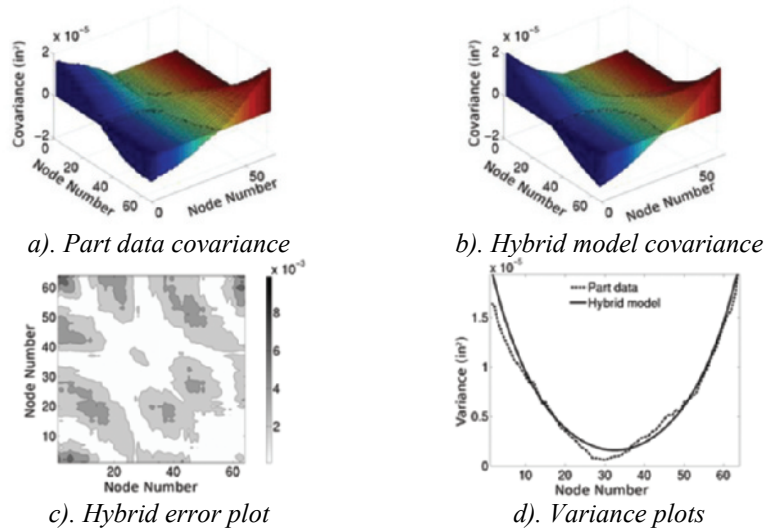 x 10⁻⁵
2
0
-2
Covariance (in²)
0
20
40
60
Node Number
0
50
Node Number
a). Part data covariance
x 10⁻⁵
2
0
-2
Covariance (in²)
0
20
40
60
Node Number
0
50
Node Number
b). Hybrid model covariance
60
50
40
30
20
10
Node Number
20
40
60
Node Number
x 10⁻³
8
6
4
2
c). Hybrid error plot
x 10⁻⁵
Part data
Hybrid model
1.5
1
0.5
0
Variance (in²)
10
20
30
40
50
60
Node Number
d). Variance plots